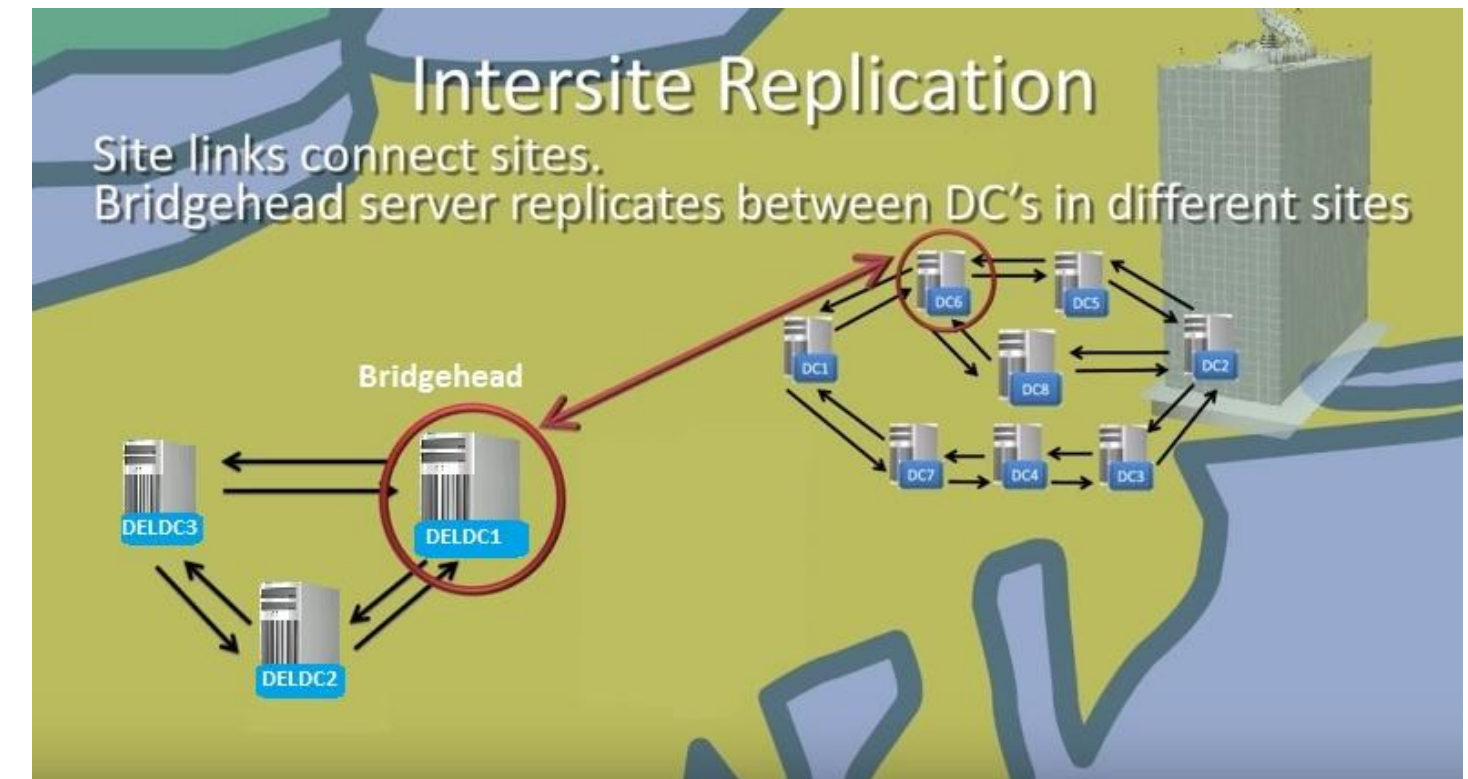 Intersite Replication
Site links connect sites.
Bridgehead server replicates between DC's in different sites
DC6
DC5
DC1
DC2
DC8
Bridgehead
DC7
DC4
DC3
DELDC3
DELDC1
DELDC2